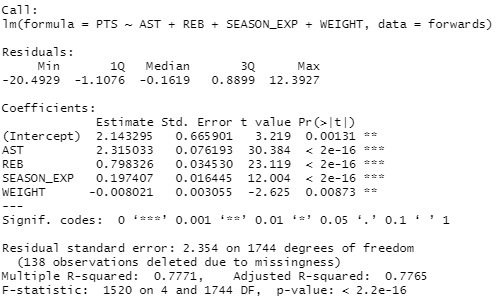 Call:
lm(formula = PTS ~ AST + REB + SEASON_EXP + WEIGHT, data = forwards)
Residuals:
Min 1Q Median 3Q Max
-20.4929 -1.1076 -0.1619 0.8899 12.3927
Coefficients:
Estimate Std. Error t value Pr(>|t|)
(Intercept) 2.143295 0.665901 3.219 0.00131 **
AST 2.315033 0.076193 30.384 < 2e-16 ***
REB 0.798326 0.034530 23.119 < 2e-16 ***
SEASON_EXP 0.197407 0.016445 12.004 < 2e-16 ***
WEIGHT -0.008021 0.003055 -2.625 0.00873 **
---
Signif. codes: 0 ‘***’ 0.001 ‘**’ 0.01 ‘*’ 0.05 ‘.’ 0.1 ‘ ’ 1
Residual standard error: 2.354 on 1744 degrees of freedom
(138 observations deleted due to missingness)
Multiple R-squared: 0.7771, Adjusted R-squared: 0.7765
F-statistic: 1520 on 4 and 1744 DF, p-value: < 2.2e-16